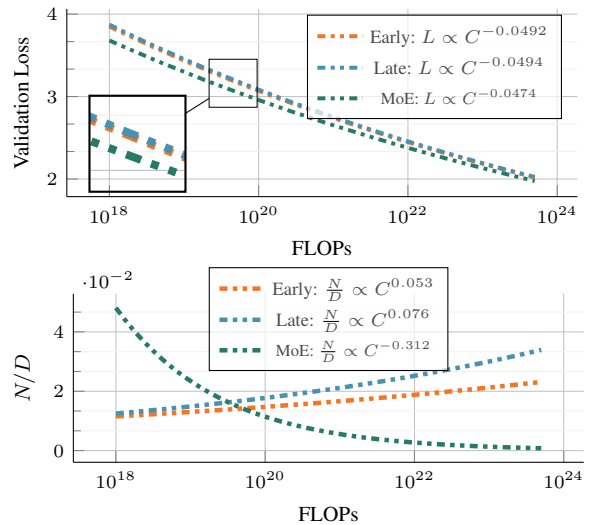 4
3
2
Validation Loss
Early: L ∝ C^−0.0492
Late: L ∝ C^−0.0494
MoE: L ∝ C^−0.0474
10^18 10^20 10^22 10^24
FLOPs
·10^−2
Early: N/D ∝ C^0.053
Late: N/D ∝ C^0.076
MoE: N/D ∝ C^−0.312
4
2
0
N/D
10^18 10^20 10^22 10^24
FLOPs